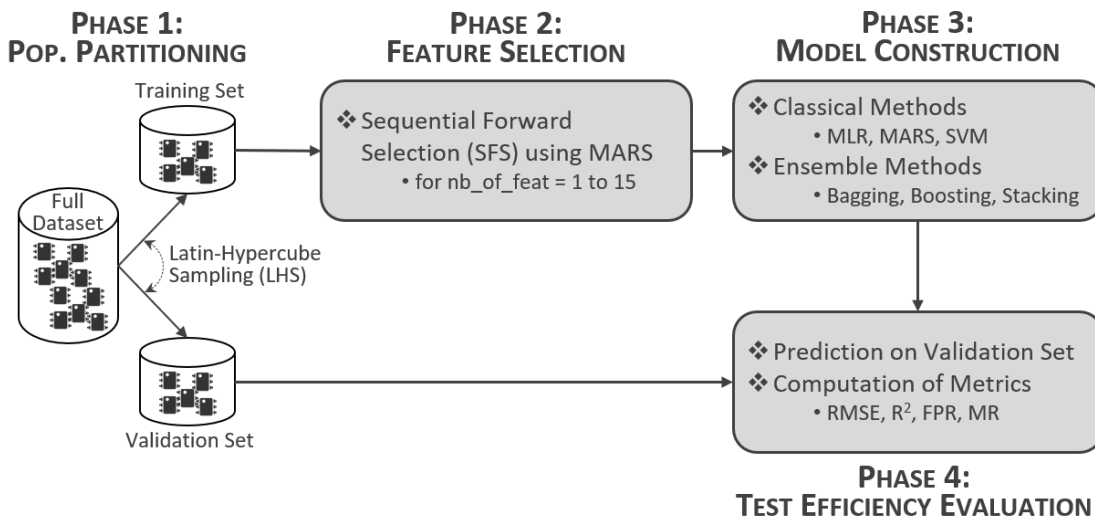 PHASE 1:
POP. PARTITIONING
Training Set
Full
Dataset
Latin-Hypercube
Sampling (LHS)
Validation Set
PHASE 2:
FEATURE SELECTION
❖ Sequential Forward
Selection (SFS) using MARS
• for nb_of_feat = 1 to 15
PHASE 3:
MODEL CONSTRUCTION
❖ Classical Methods
• MLR, MARS, SVM
❖ Ensemble Methods
• Bagging, Boosting, Stacking
❖ Prediction on Validation Set
❖ Computation of Metrics
• RMSE, R², FPR, MR
PHASE 4:
TEST EFFICIENCY EVALUATION